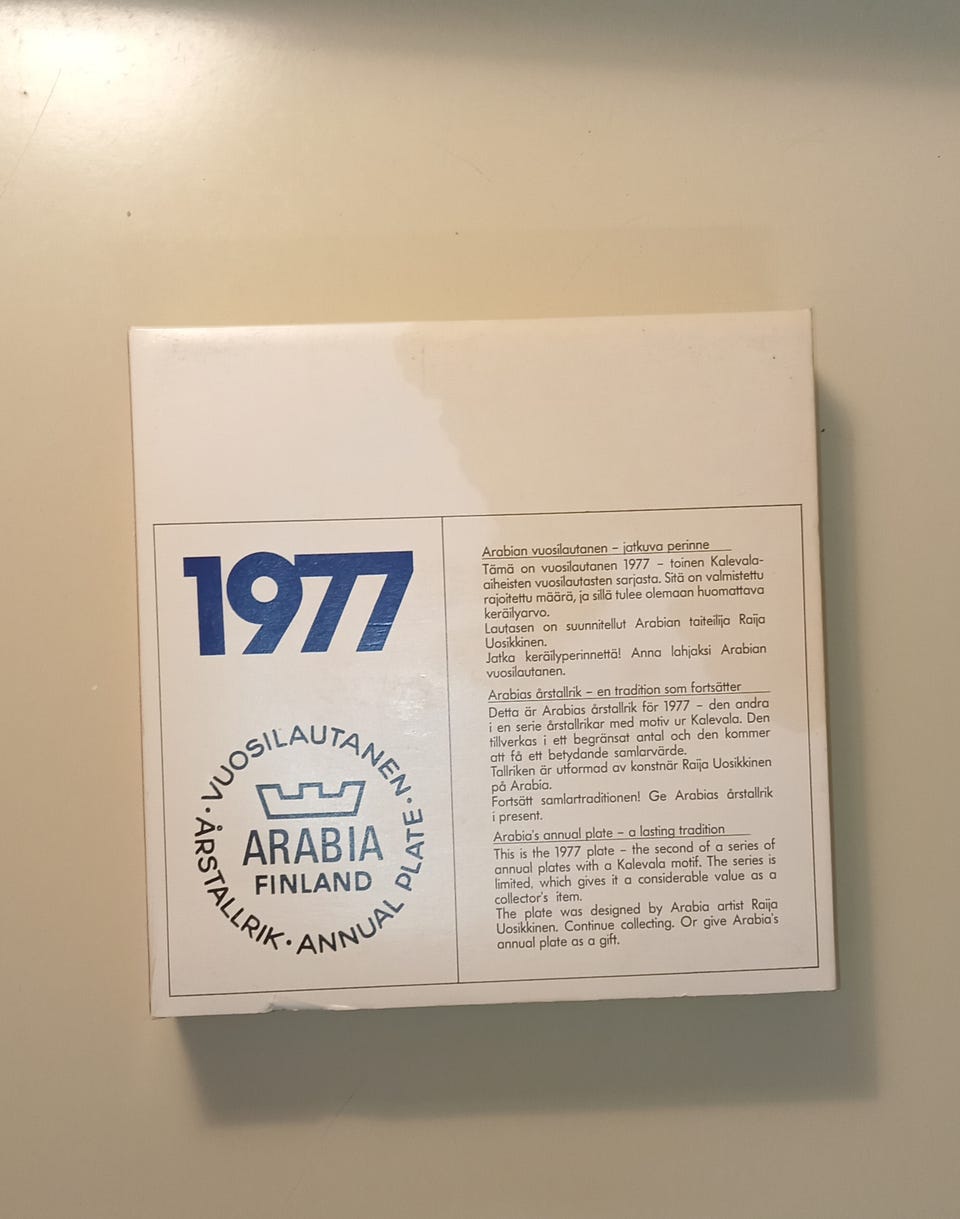 1977
VUOSILAUTANEN · ANNUAL PLATE · ÅRSTALLRIK ·
ARABIA
FINLAND
Arabian vuosilautanen – jatkuva perinne
Tämä on vuosilautanen 1977 – toinen Kalevala-
aiheisten vuosilautasten sarjasta. Sitä on valmistettu
rajoitettu määrä, ja sillä tulee olemaan huomattava
keräilyarvo.
Lautasen on suunnitellut Arabian taiteilija Raija
Uosikkinen.
Jatka keräilyperinnettä! Anna lahjaksi Arabian
vuosilautanen.
Arabias årstallrik – en tradition som fortsätter
Detta är Arabias årstallrik för 1977 – den andra
i en serie årstallrikar med motiv ur Kalevala. Den
tillverkas i ett begränsat antal och den kommer
att få ett betydande samlarvärde.
Tallriken är utformad av konstnär Raija Uosikkinen
på Arabia.
Fortsätt samlartraditionen! Ge Arabias årstallrik
i present.
Arabia's annual plate – a lasting tradition
This is the 1977 plate – the second of a series of
annual plates with a Kalevala motif. The series is
limited, which gives it a considerable value as a
collector's item.
The plate was designed by Arabia artist Raija
Uosikkinen. Continue collecting. Or give Arabia's
annual plate as a gift.